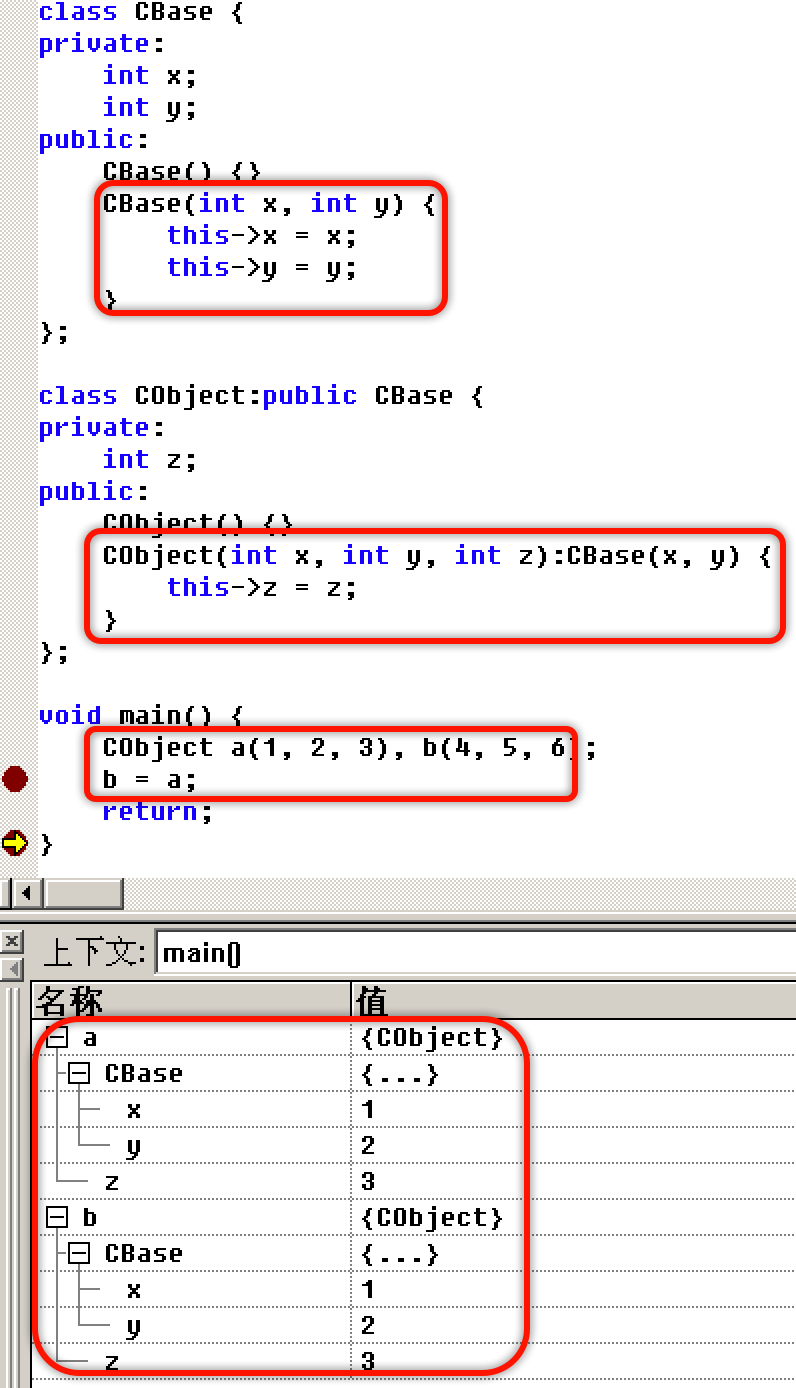 class CBase {
private:
    int x;
    int y;
public:
    CBase() {}
    CBase(int x, int y) {
        this->x = x;
        this->y = y;
    }
};

class CObject:public CBase {
private:
    int z;
public:
    CObject() {}
    CObject(int x, int y, int z):CBase(x, y) {
        this->z = z;
    }
};

void main() {
    CObject a(1, 2, 3), b(4, 5, 6);
    b = a;
    return;
}
上下文: main()
名称 值
a {CObject}
CBase {...}
x 1
y 2
z 3
b {CObject}
CBase {...}
x 1
y 2
z 3